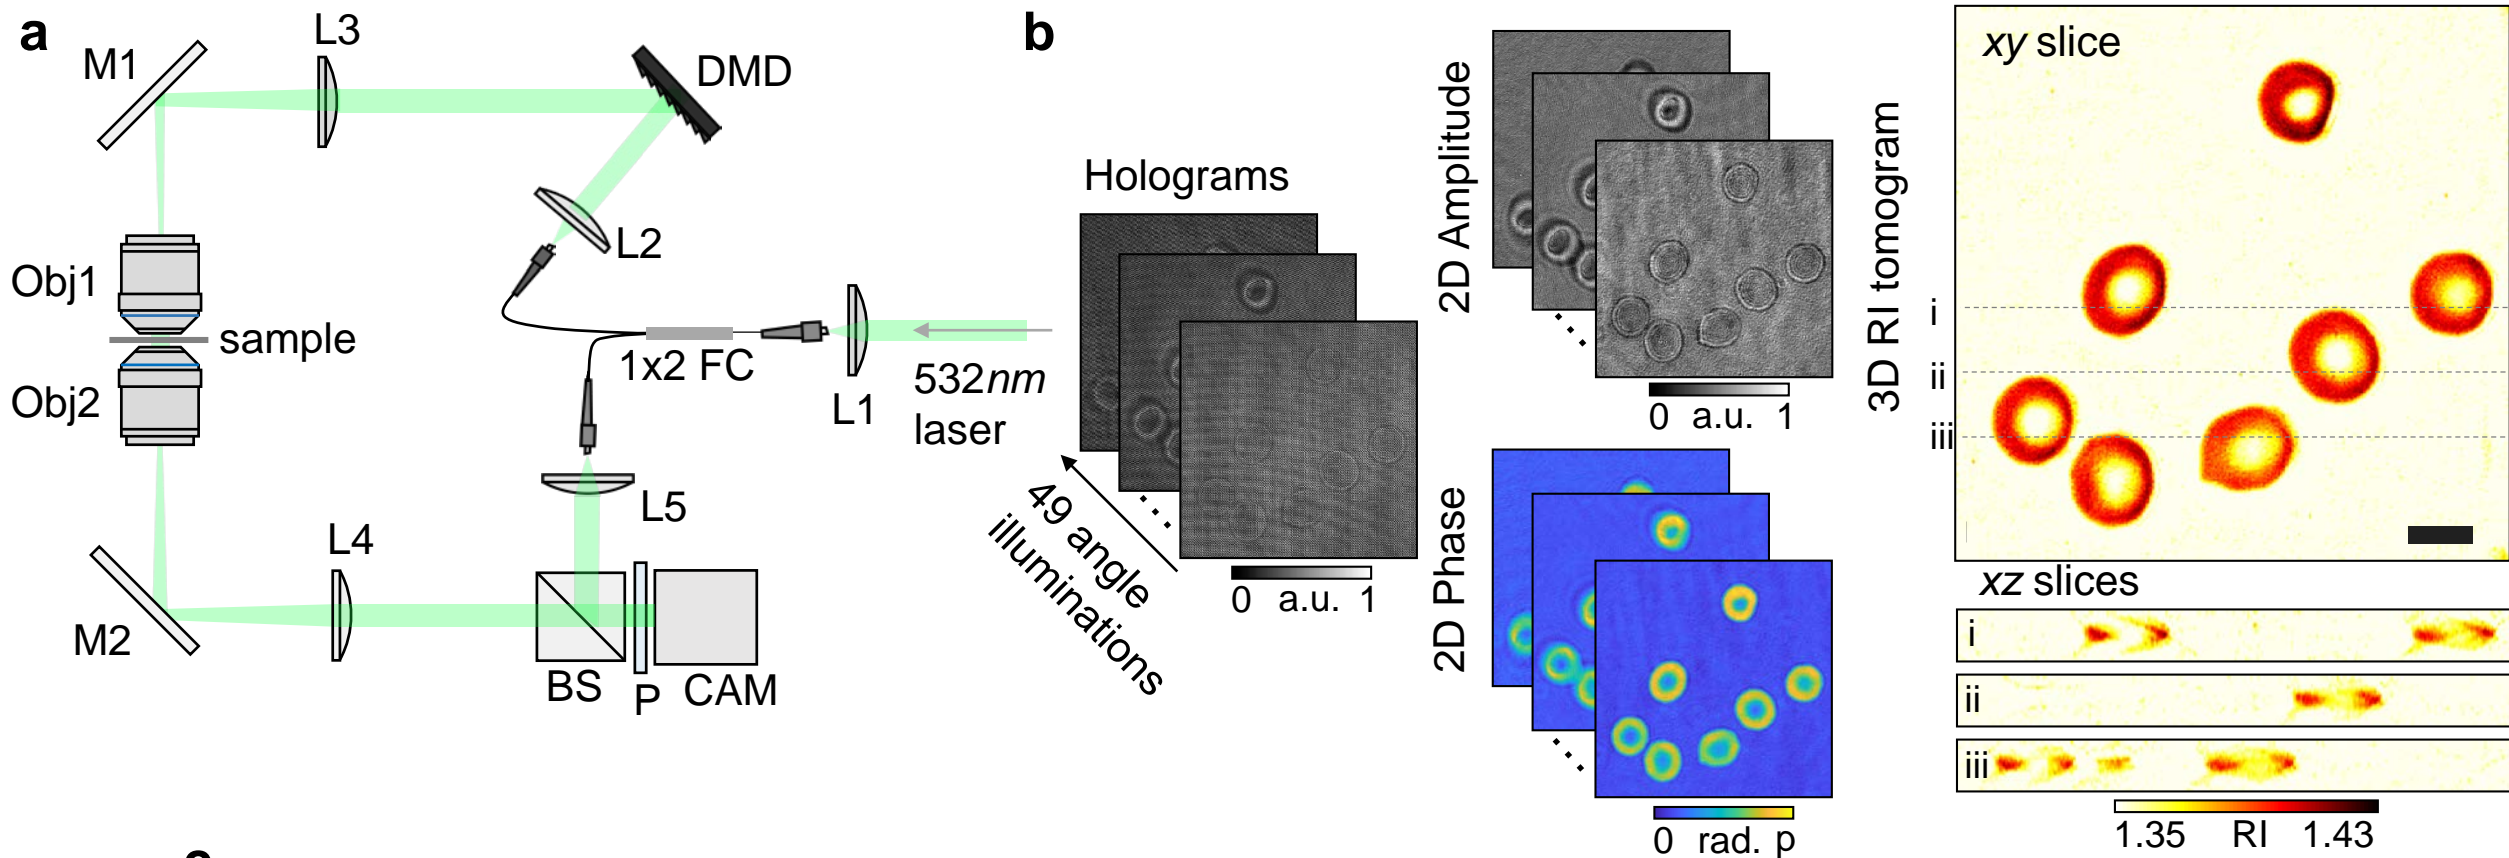 a
M1
L3
DMD
L2
Obj1
sample
Obj2
1x2 FC
L1
532nm
laser
L5
L4
M2
BS
P
CAM
b
Holograms
49 angle
illuminations
0 a.u. 1
2D Amplitude
0 a.u. 1
2D Phase
0 rad. p
3D RI tomogram
xy slice
i
ii
iii
xz slices
i
ii
iii
1.35 RI 1.43